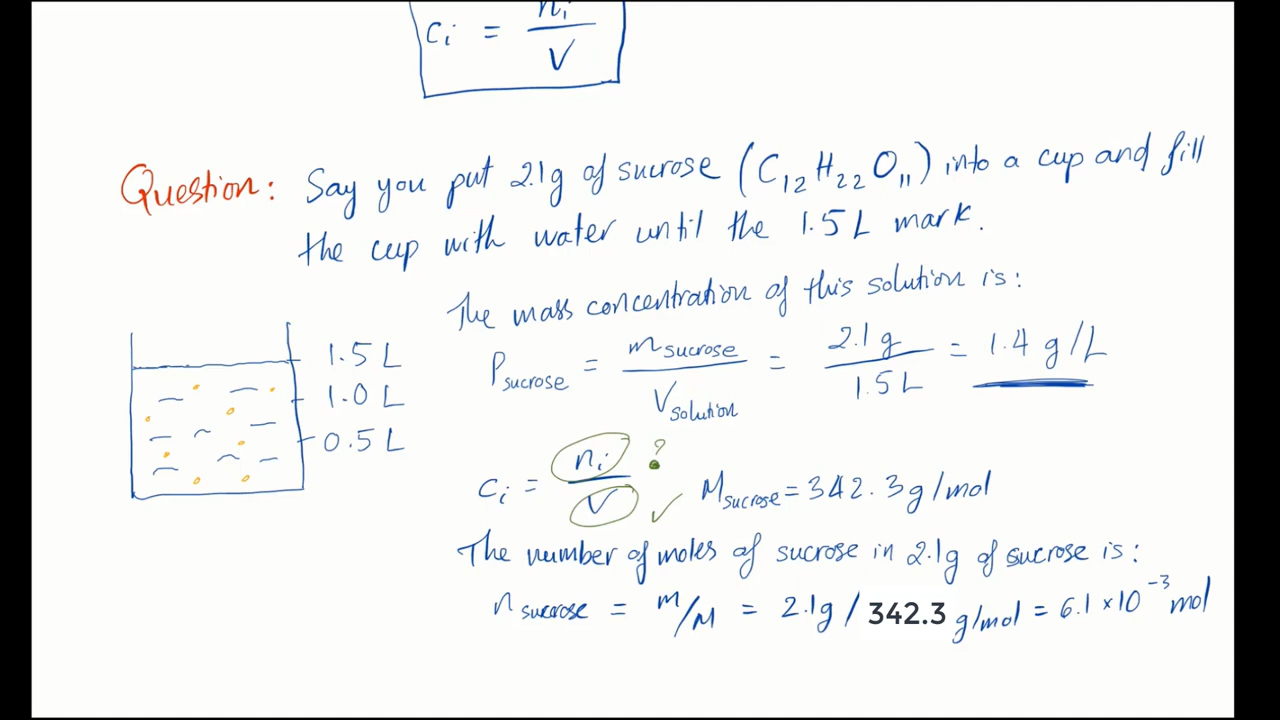 cᵢ = nᵢ / V
Question: Say you put 2.1g of sucrose (C₁₂H₂₂O₁₁) into a cup and fill
the cup with water until the 1.5L mark.
The mass concentration of this solution is:
ρsucrose = msucrose / Vsolution = 2.1g / 1.5L = 1.4 g/L
1.5 L
1.0 L
0.5 L
cᵢ = nᵢ / V ? ✓ Msucrose = 342.3g/mol
The number of moles of sucrose in 2.1g of sucrose is:
nsucrose = m/M = 2.1g / 342.3 g/mol = 6.1 × 10⁻³ mol